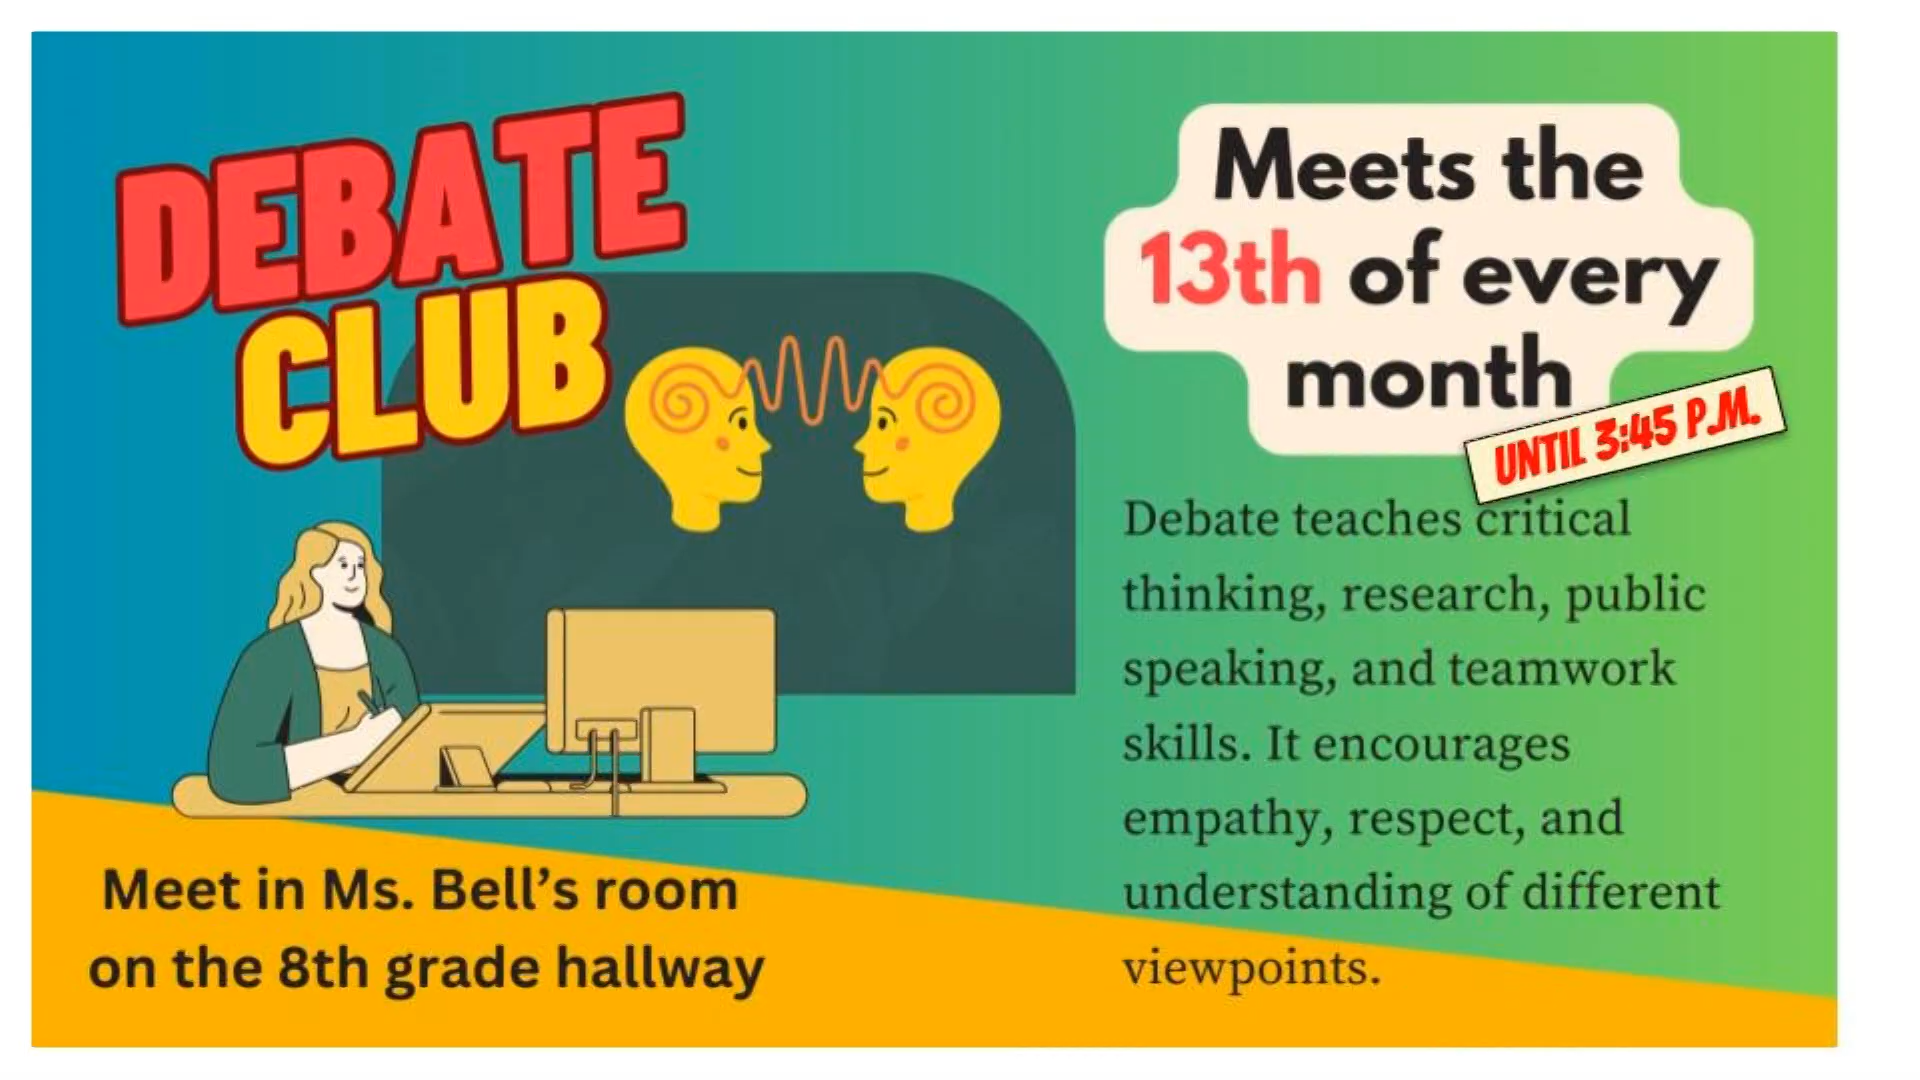 DEBATE
CLUB
Meets the
13th of every
month
UNTIL 3:45 P.M.
Debate teaches critical
thinking, research, public
speaking, and teamwork
skills. It encourages
empathy, respect, and
understanding of different
viewpoints.
Meet in Ms. Bell’s room
on the 8th grade hallway